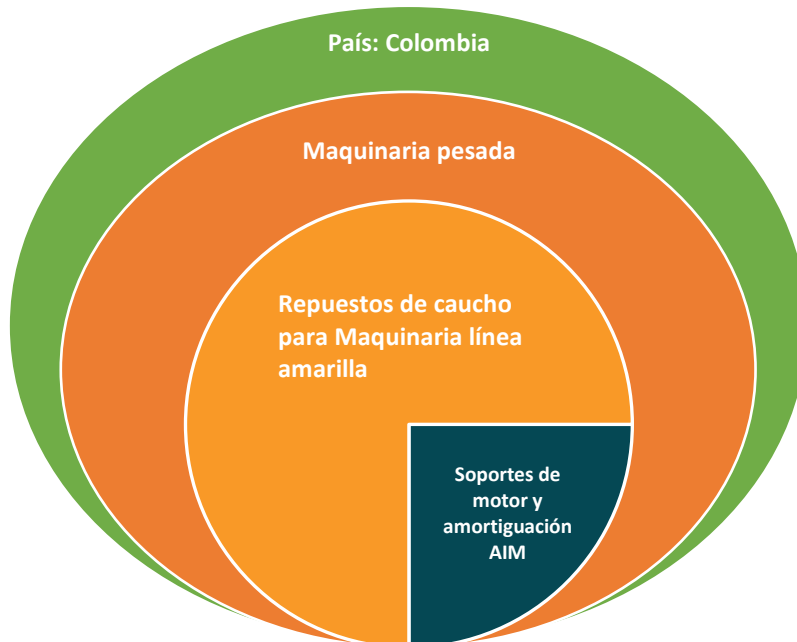 País: Colombia
Maquinaria pesada
Repuestos de caucho
para Maquinaria línea
amarilla
Soportes de
motor y
amortiguación
AIM